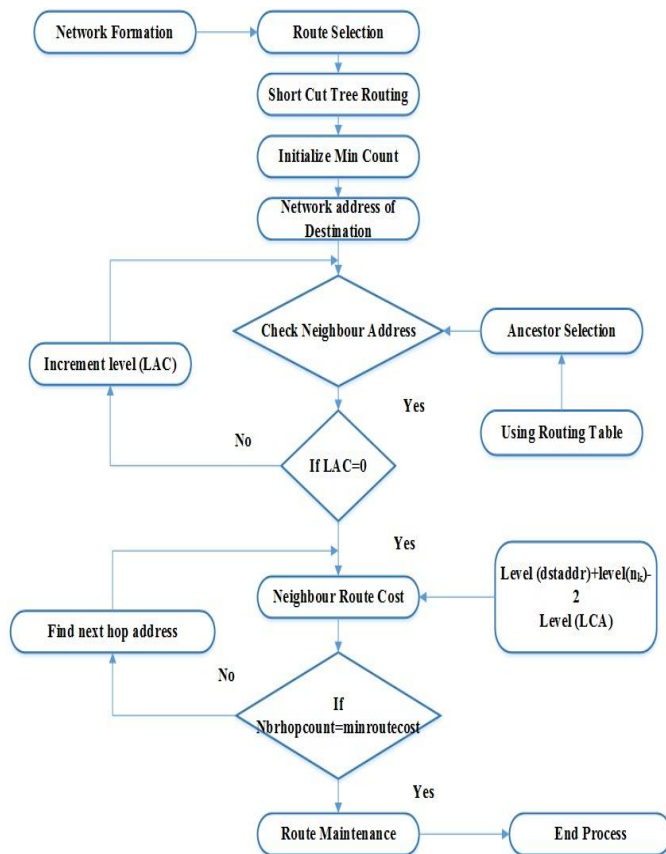 Network Formation
Route Selection
Short Cut Tree Routing
Initialize Min Count
Network address of
Destination
Check Neighbour Address
Ancestor Selection
Increment level (LAC)
Yes
Using Routing Table
No
If LAC=0
Yes
Level (dstaddr)+level(nk)-
2
Level (LCA)
Neighbour Route Cost
Find next hop address
No
If
Nbrhopcount=minroutecost
Yes
Route Maintenance
End Process